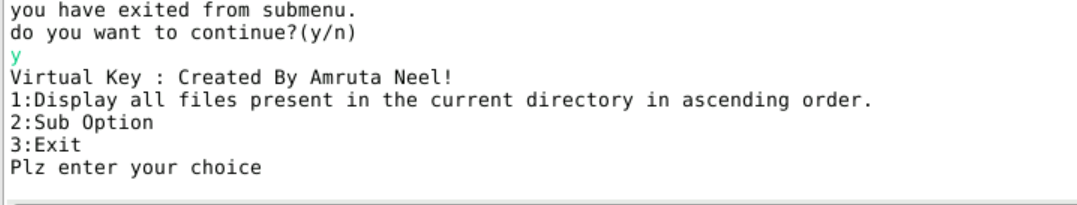 you have exited from submenu.
do you want to continue?(y/n)
y
Virtual Key : Created By Amruta Neel!
1:Display all files present in the current directory in ascending order.
2:Sub Option
3:Exit
Plz enter your choice